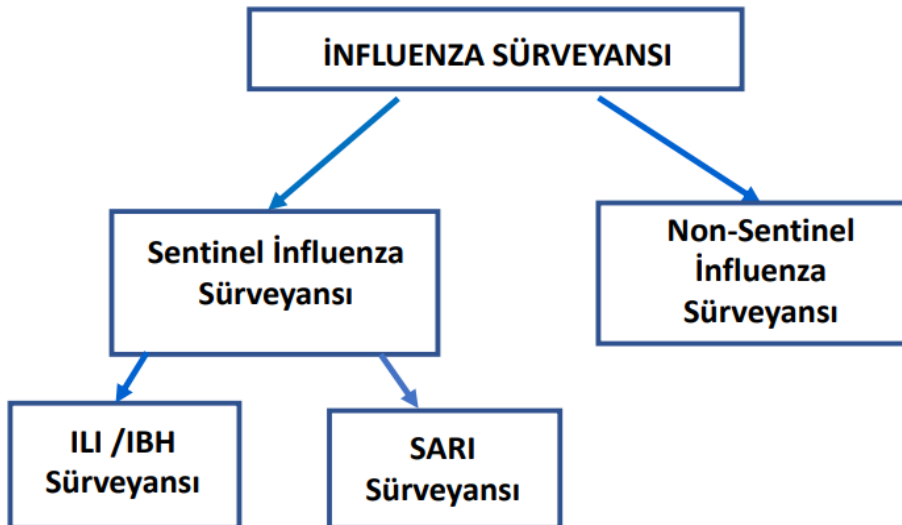 İNFLUENZA SÜRVEYANSI
Sentinel İnfluenza
Sürveyansı
Non-Sentinel
İnfluenza
Sürveyansı
ILI /IBH
Sürveyansı
SARI
Sürveyansı